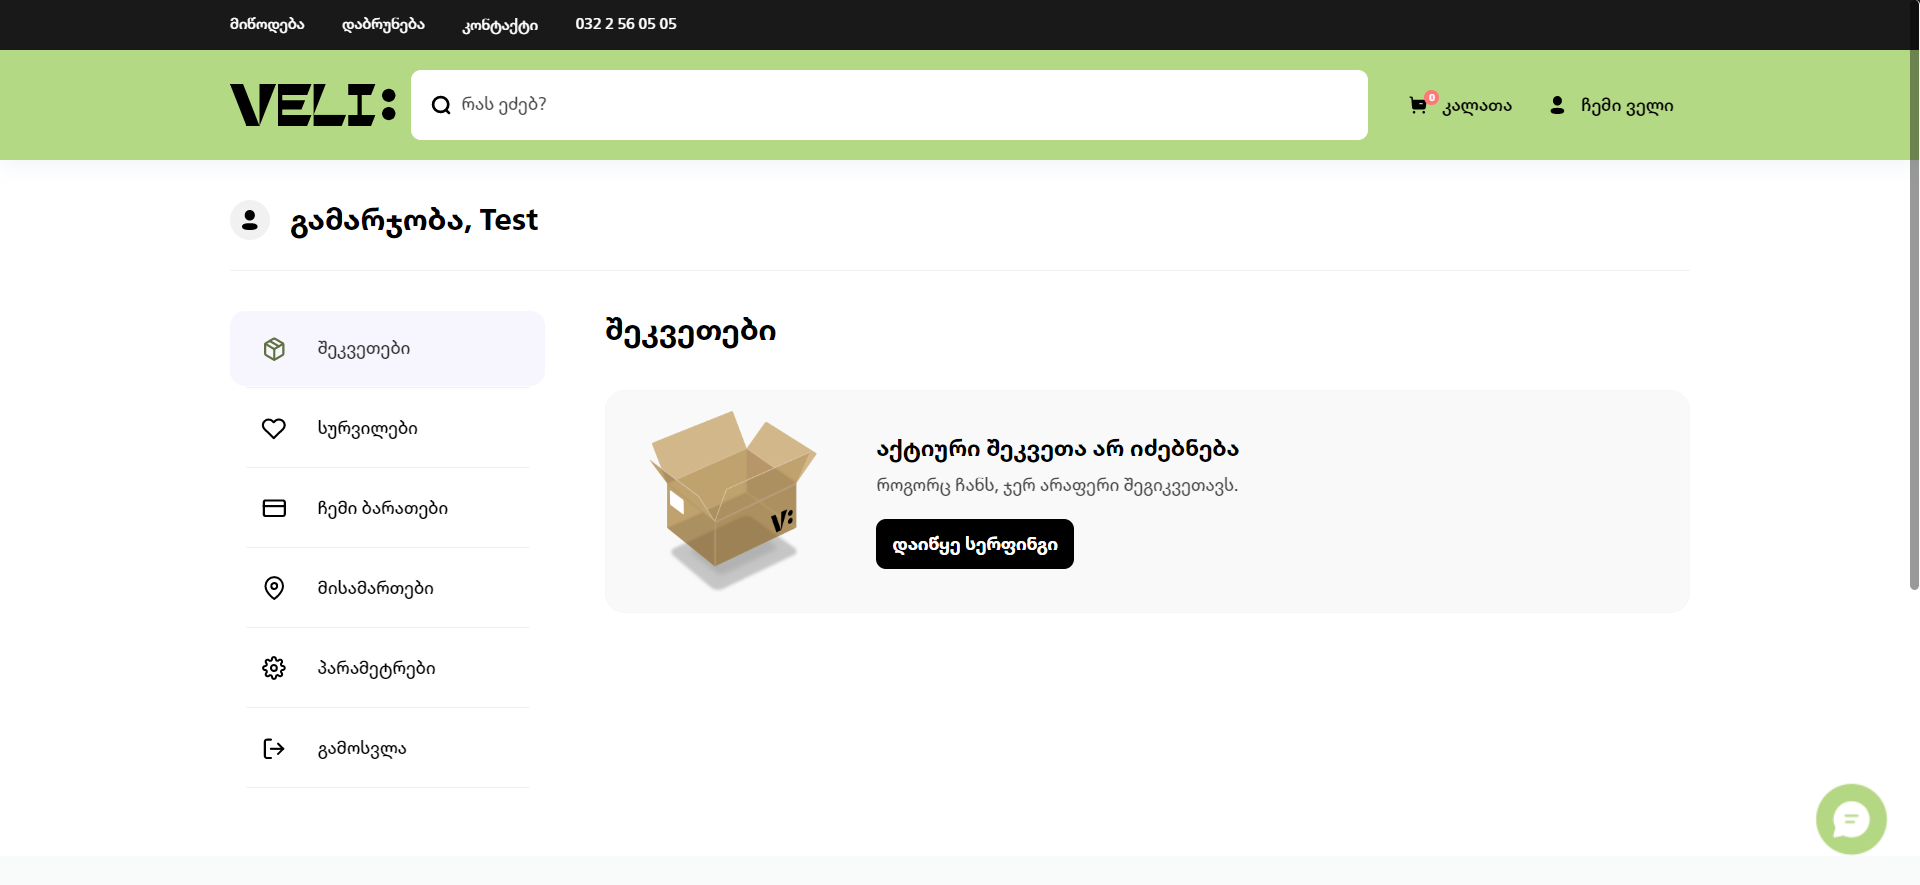 მიწოდება
დაბრუნება
კონტაქტი
032 2 56 05 05
VELI:
რას ეძებ?
0
კალათა
ჩემი ველი
გამარჯობა, Test
შეკვეთები
სურვილები
ჩემი ბარათები
მისამართები
პარამეტრები
გამოსვლა
შეკვეთები
V:
აქტიური შეკვეთა არ იძებნება
როგორც ჩანს, ჯერ არაფერი შეგიკვეთავს.
დაიწყე სერფინგი